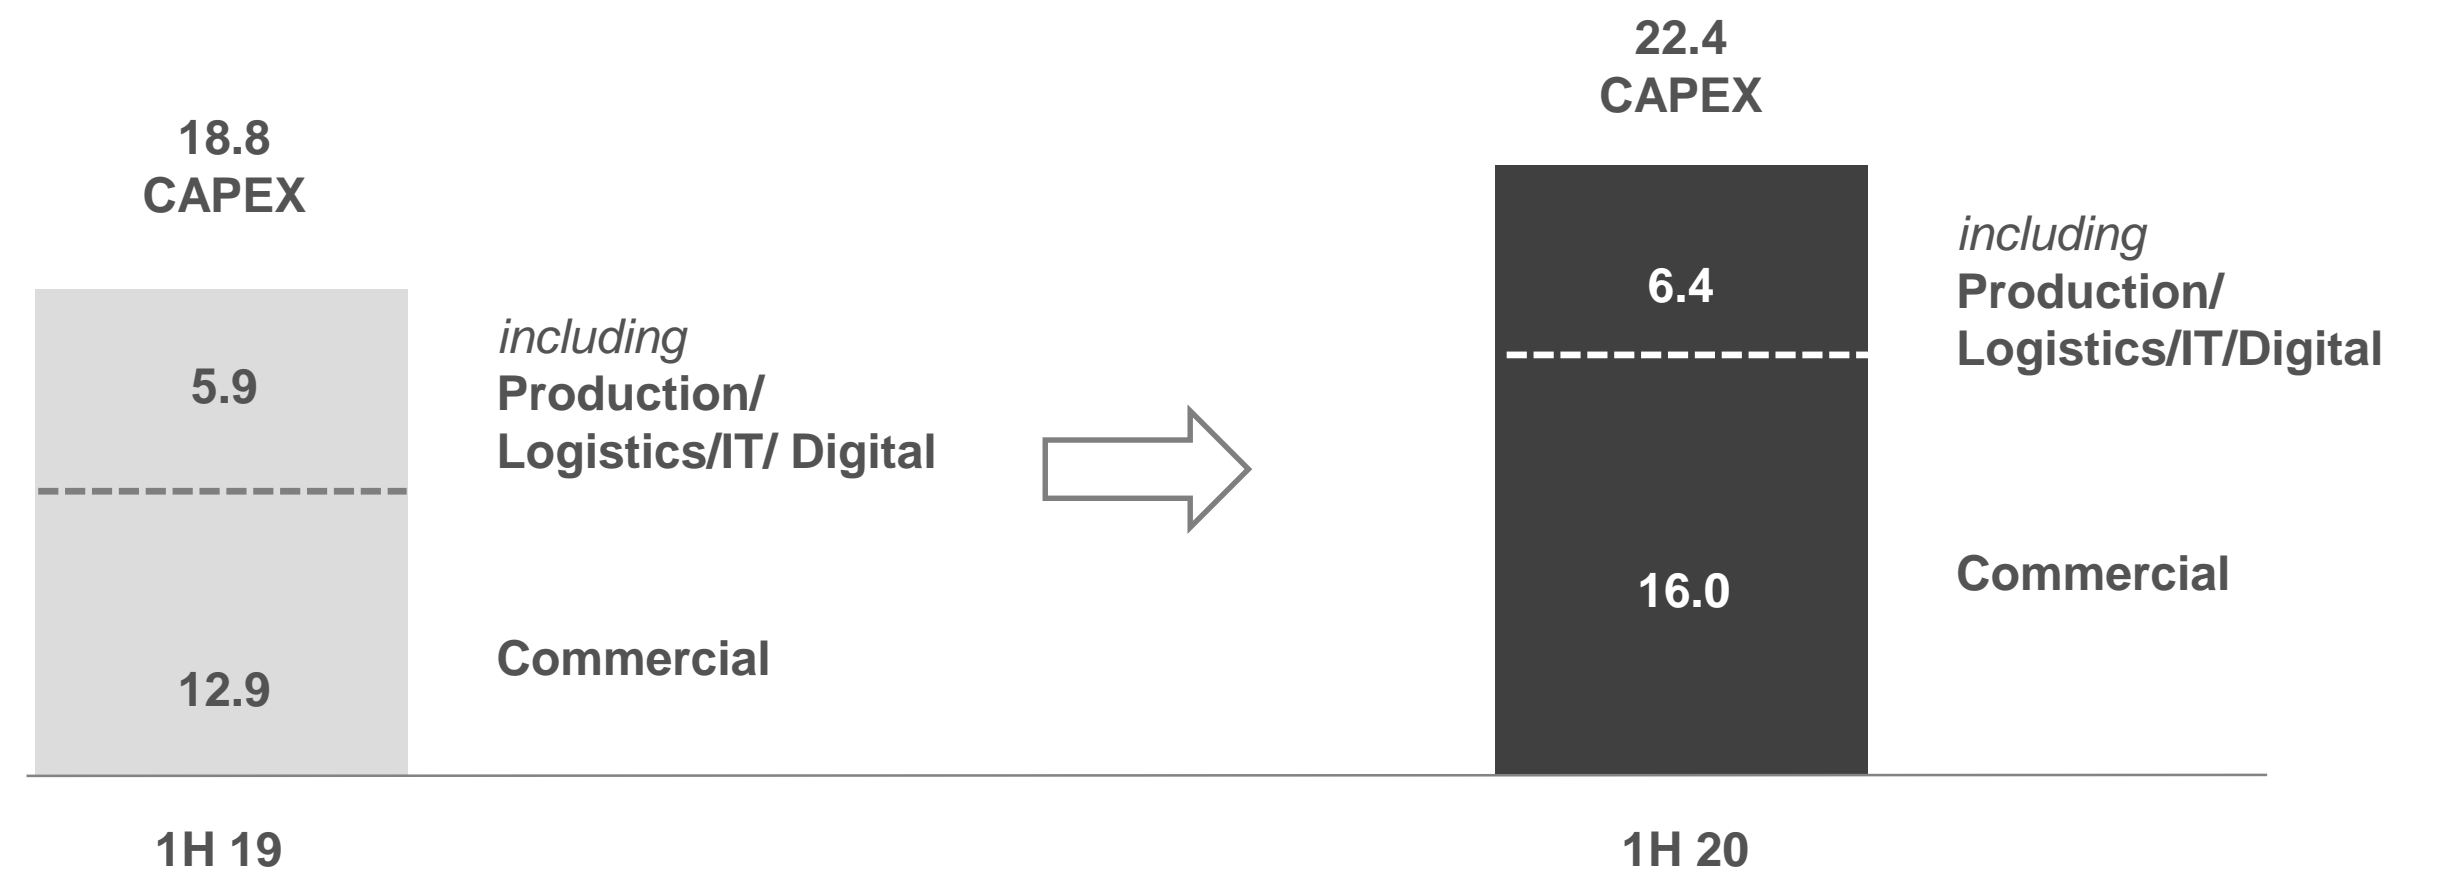 18.8
CAPEX
5.9
12.9
including
Production/
Logistics/IT/ Digital
Commercial
1H 19
22.4
CAPEX
6.4
16.0
including
Production/
Logistics/IT/Digital
Commercial
1H 20